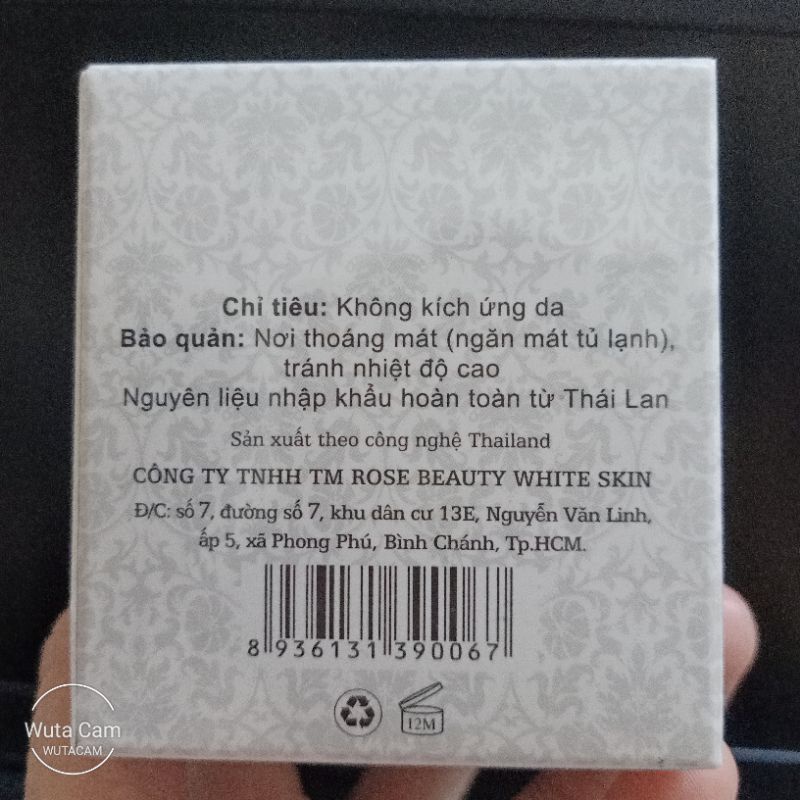 Chỉ tiêu: Không kích ứng da
Bảo quản: Nơi thoáng mát (ngăn mát tủ lạnh),
tránh nhiệt độ cao
Nguyên liệu nhập khẩu hoàn toàn từ Thái Lan
Sản xuất theo công nghệ Thailand
CÔNG TY TNHH TM ROSE BEAUTY WHITE SKIN
Đ/C: số 7, đường số 7, khu dân cư 13E, Nguyễn Văn Linh,
ấp 5, xã Phong Phú, Bình Chánh, Tp.HCM.
8 936131 390067
12M
Wuta Cam
WUTACAM